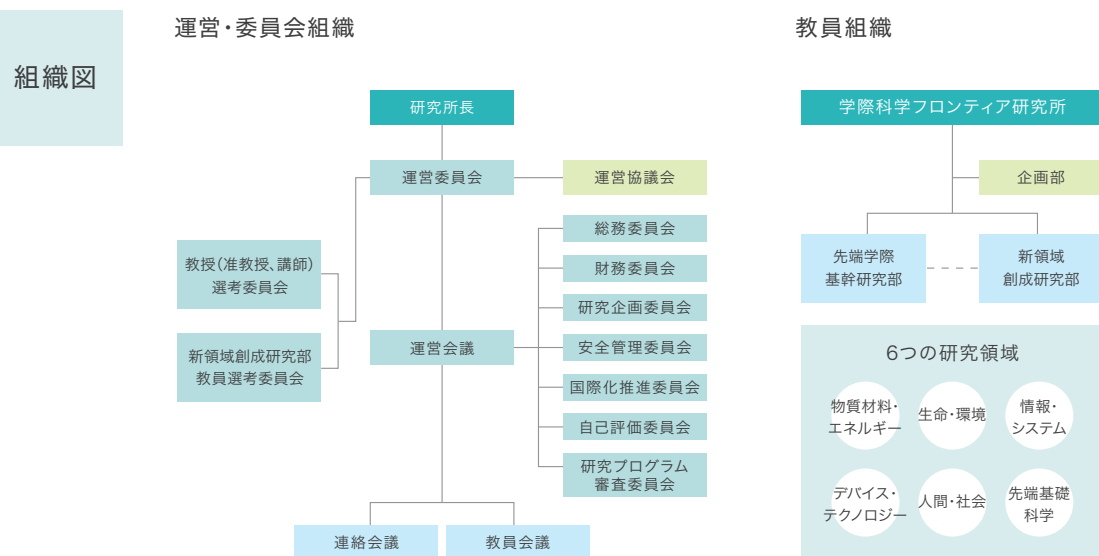 組織図
運営・委員会組織
研究所長
運営委員会
運営協議会
教授(准教授、講師)
選考委員会
新領域創成研究部
教員選考委員会
運営会議
総務委員会
財務委員会
研究企画委員会
安全管理委員会
国際化推進委員会
自己評価委員会
研究プログラム
審査委員会
連絡会議
教員会議
教員組織
学際科学フロンティア研究所
企画部
先端学際
基幹研究部
新領域
創成研究部
6つの研究領域
物質材料・
エネルギー
生命・環境
情報・
システム
デバイス・
テクノロジー
人間・社会
先端基礎
科学